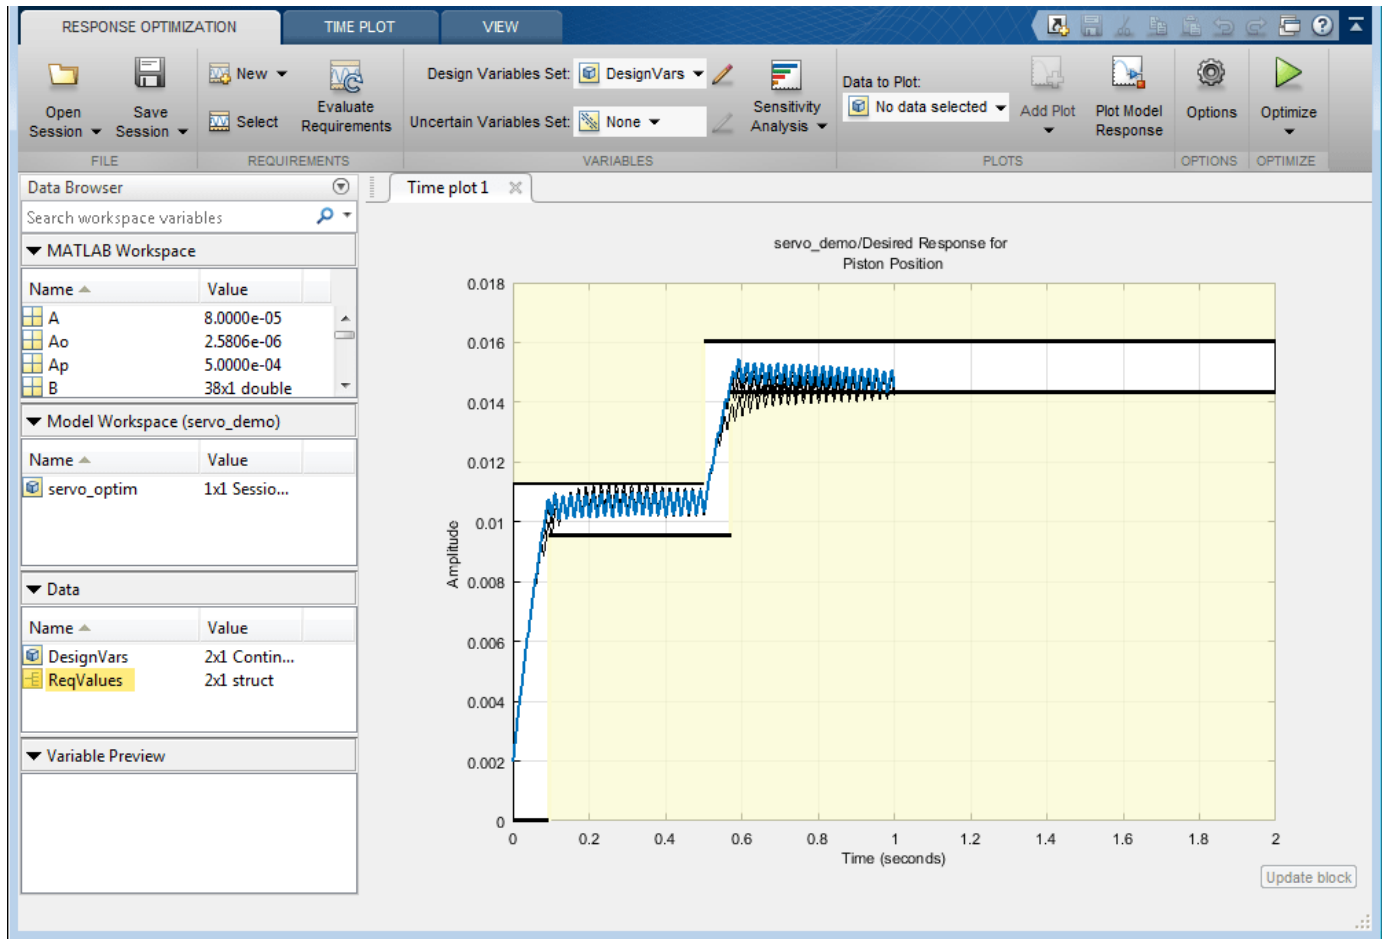 RESPONSE OPTIMIZATION TIME PLOT VIEW
Open Session Save Session
New
Select
Evaluate Requirements
Design Variables Set: DesignVars
Uncertain Variables Set: None
Sensitivity Analysis
Data to Plot:
No data selected
Add Plot
Plot Model Response
Options
Optimize
FILE REQUIREMENTS VARIABLES PLOTS OPTIONS OPTIMIZE
Data Browser
Search workspace variables
MATLAB Workspace
Name Value
A 8.0000e-05
Ao 2.5806e-06
Ap 5.0000e-04
B 38x1 double
Model Workspace (servo_demo)
Name Value
servo_optim 1x1 Sessio...
Data
Name Value
DesignVars 2x1 Contin...
ReqValues 2x1 struct
Variable Preview
Time plot 1
servo_demo/Desired Response for
Piston Position
0.018
0.016
0.014
0.012
0.01
0.008
0.006
0.004
0.002
0
Amplitude
0 0.2 0.4 0.6 0.8 1 1.2 1.4 1.6 1.8 2
Time (seconds)
Update block